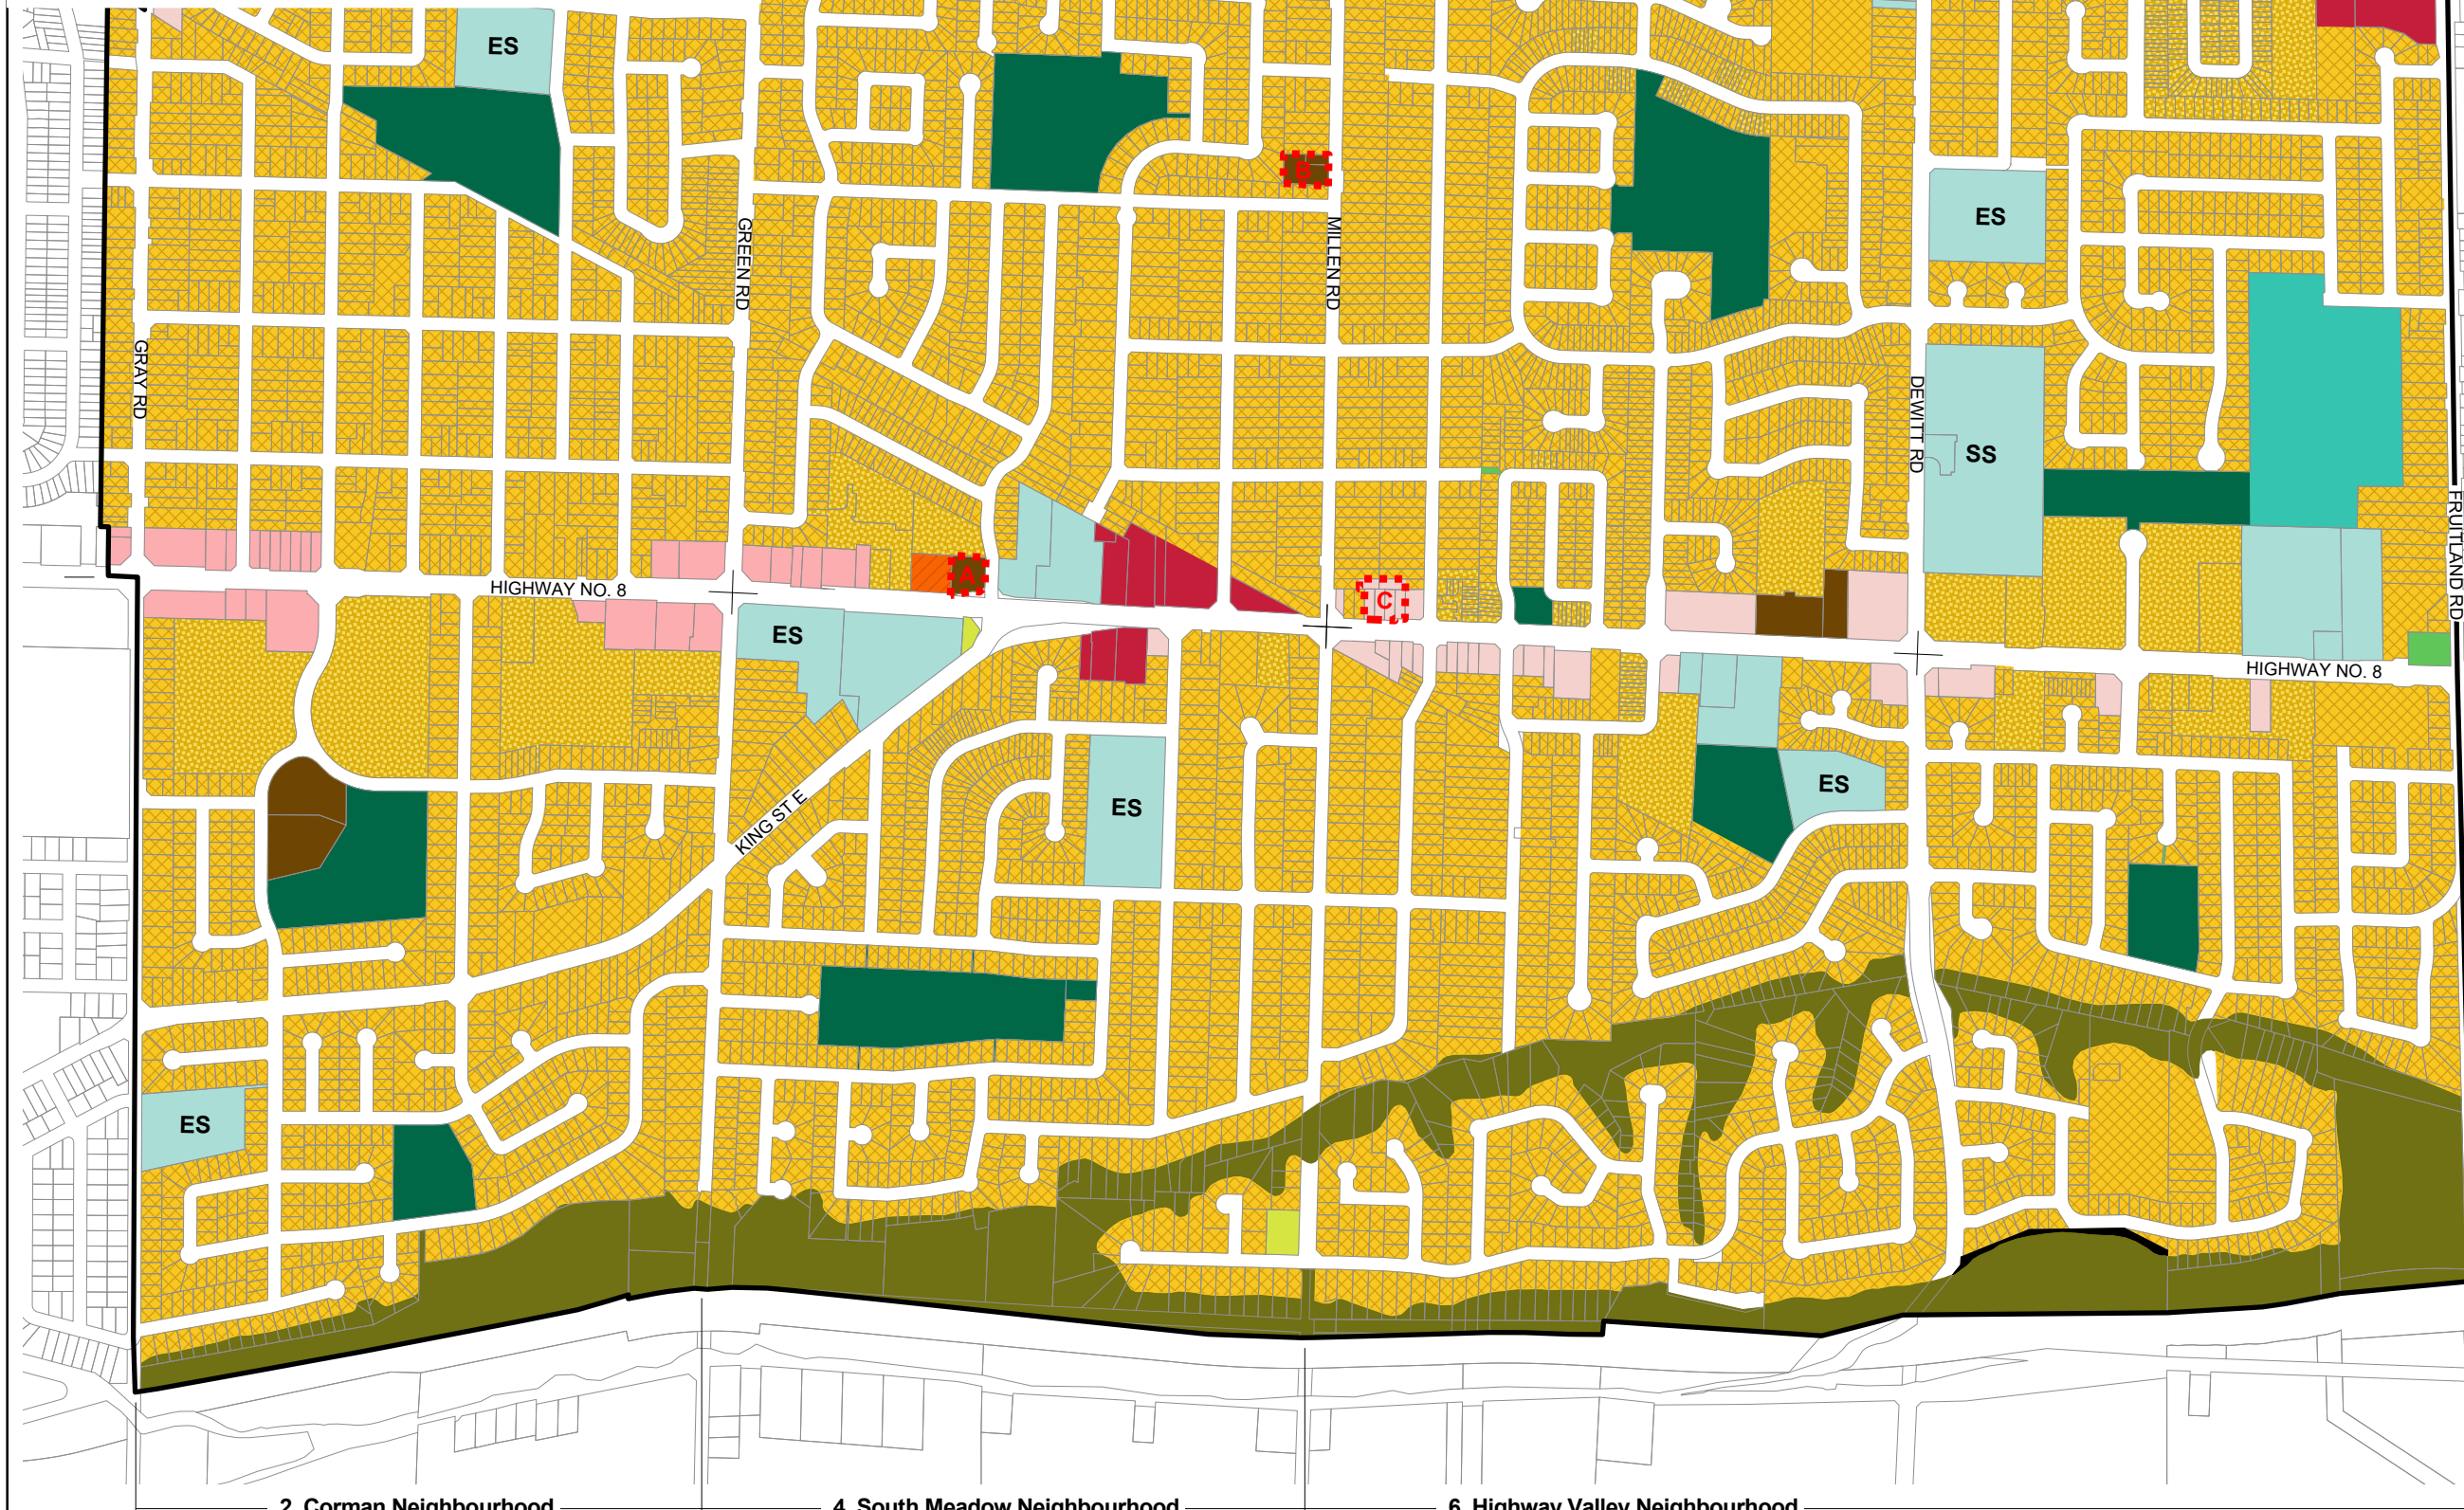 ES
B
ES
GREEN RD
MILLEN RD
GRAY RD
DEWITT RD
SS
FRUITLAND RD
A
HIGHWAY NO. 8
C
ES
HIGHWAY NO. 8
ES
ES
KING ST E
ES
2. Corman Neighbourhood
4. South Meadow Neighbourhood
6. Highway Valley Neighbourhood